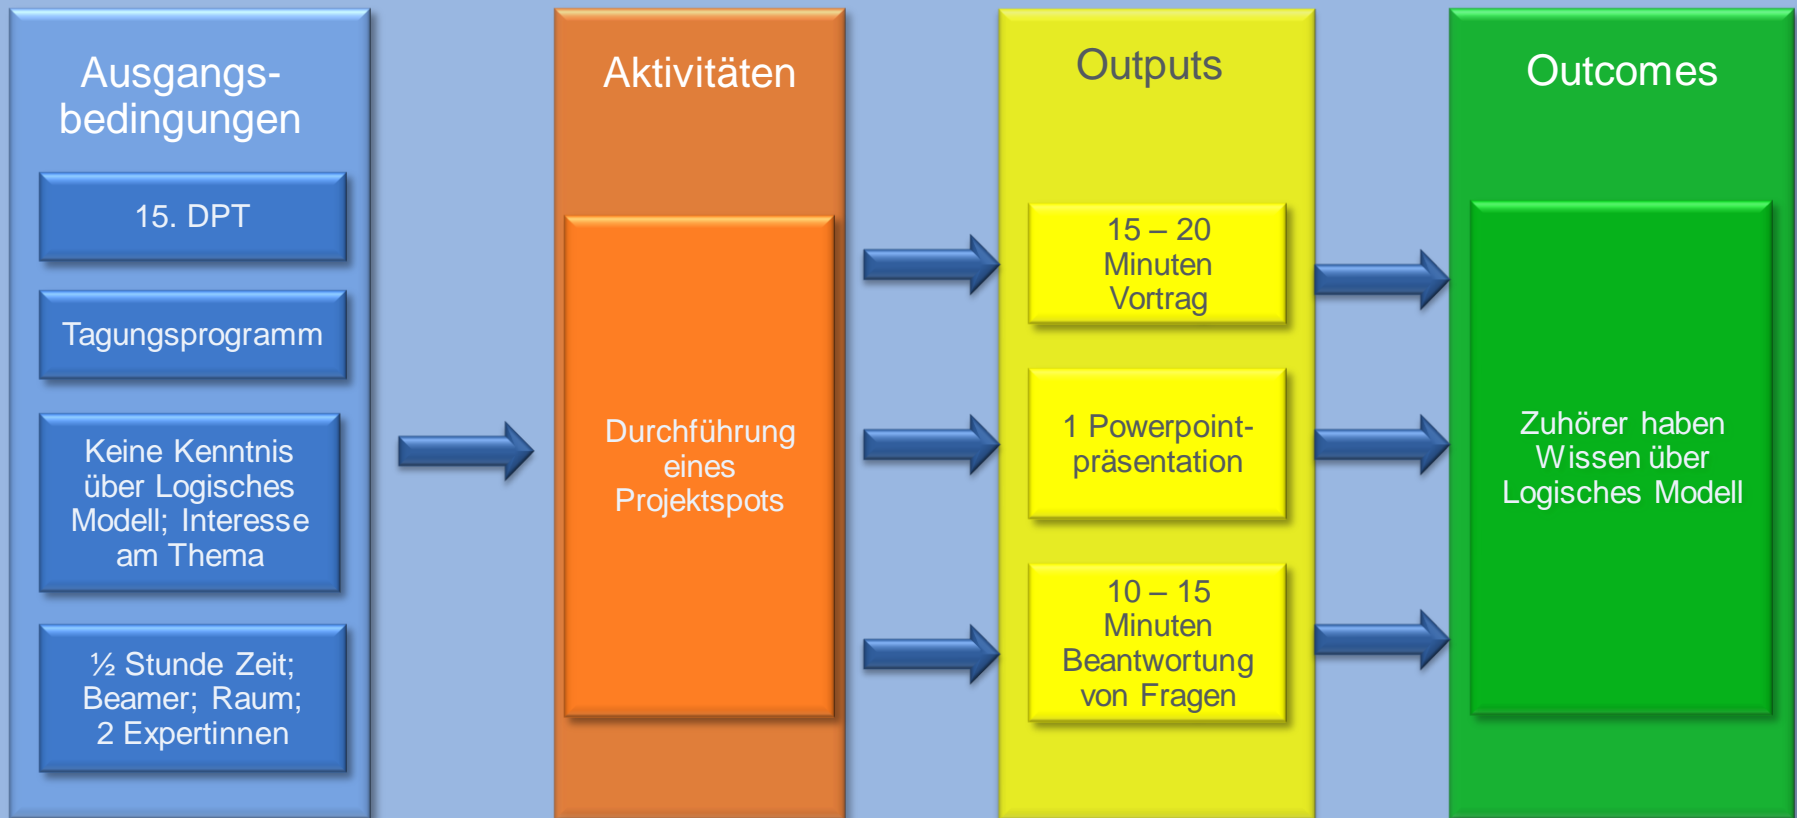 Ausgangs-
bedingungen
15. DPT
Tagungsprogramm
Keine Kenntnis
über Logisches
Modell; Interesse
am Thema
½ Stunde Zeit;
Beamer; Raum;
2 Expertinnen
Aktivitäten
Durchführung
eines
Projektspots
Outputs
15 – 20
Minuten
Vortrag
1 Powerpoint-
präsentation
10 – 15
Minuten
Beantwortung
von Fragen
Outcomes
Zuhörer haben
Wissen über
Logisches Modell